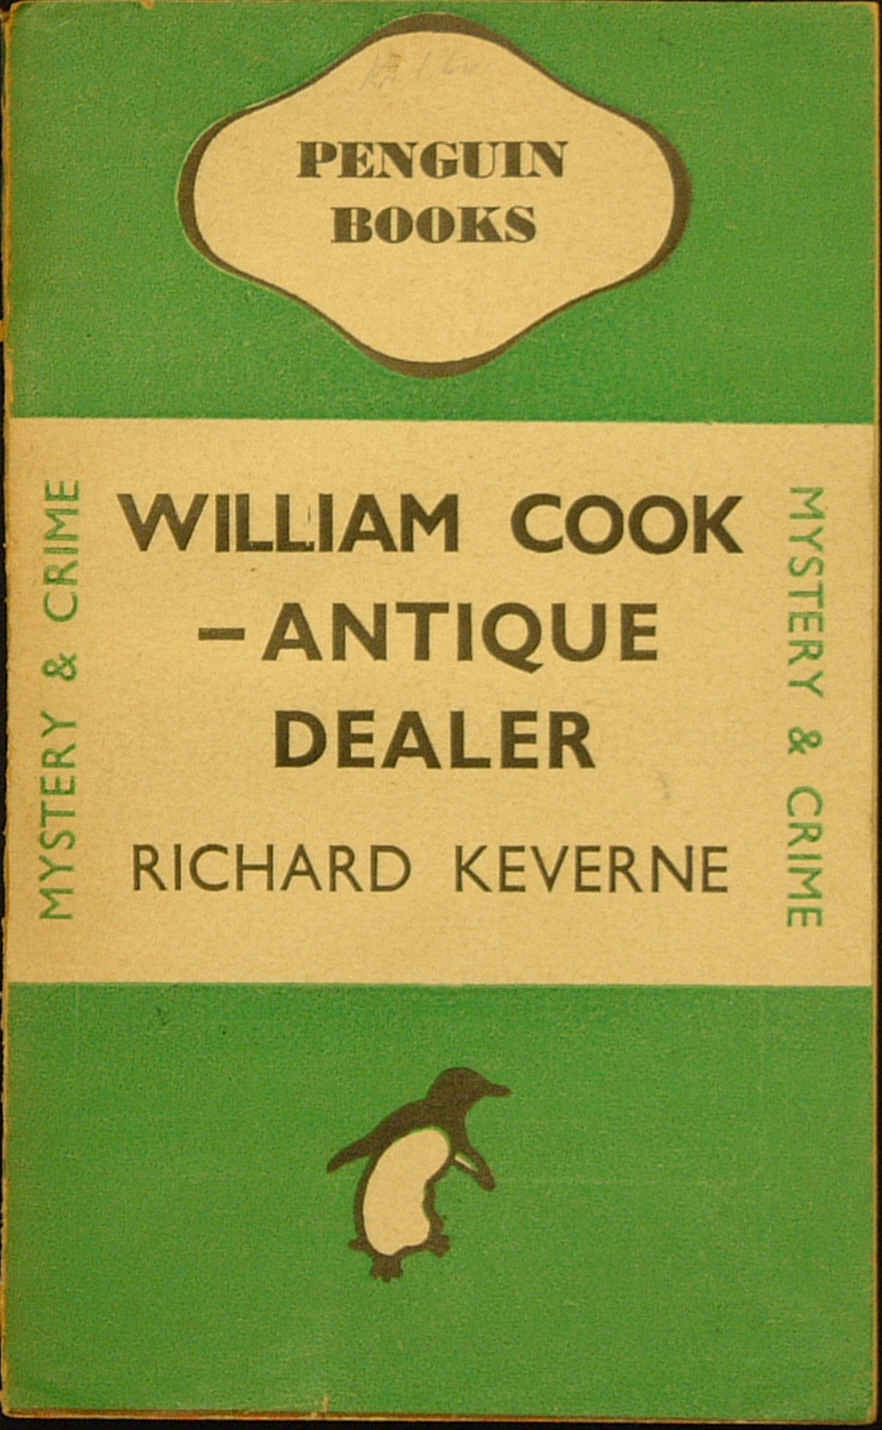 PENGUIN
BOOKS
MYSTERY & CRIME
WILLIAM COOK
–ANTIQUE
DEALER
RICHARD KEVERNE
MYSTERY & CRIME